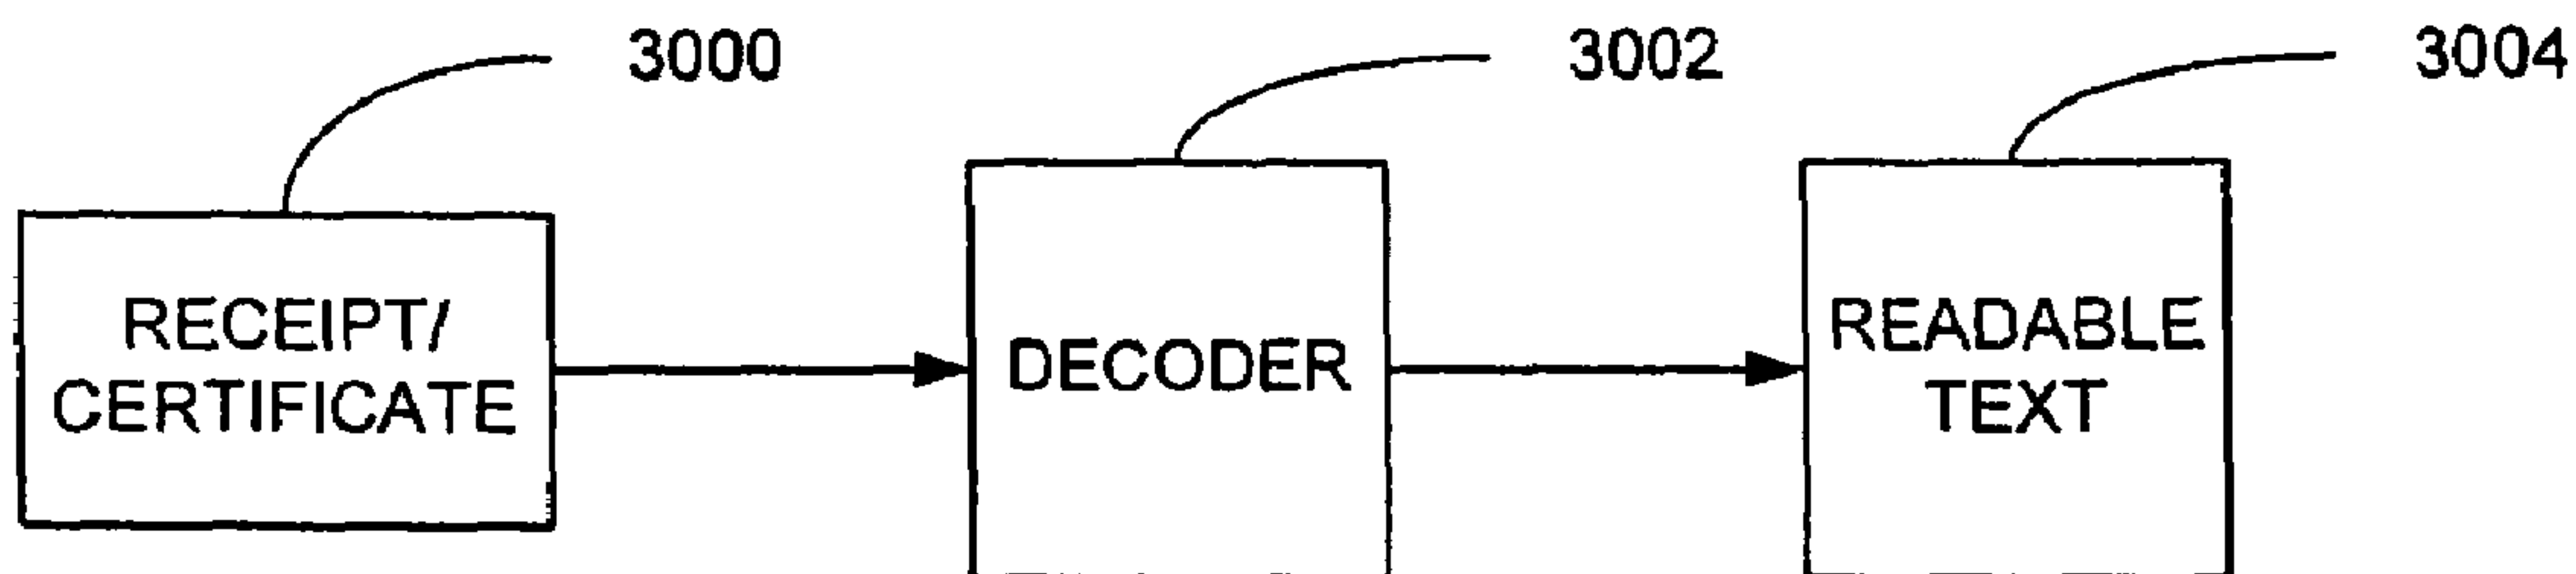 3000
3002
3004
RECEIPT/
CERTIFICATE
DECODER
READABLE
TEXT